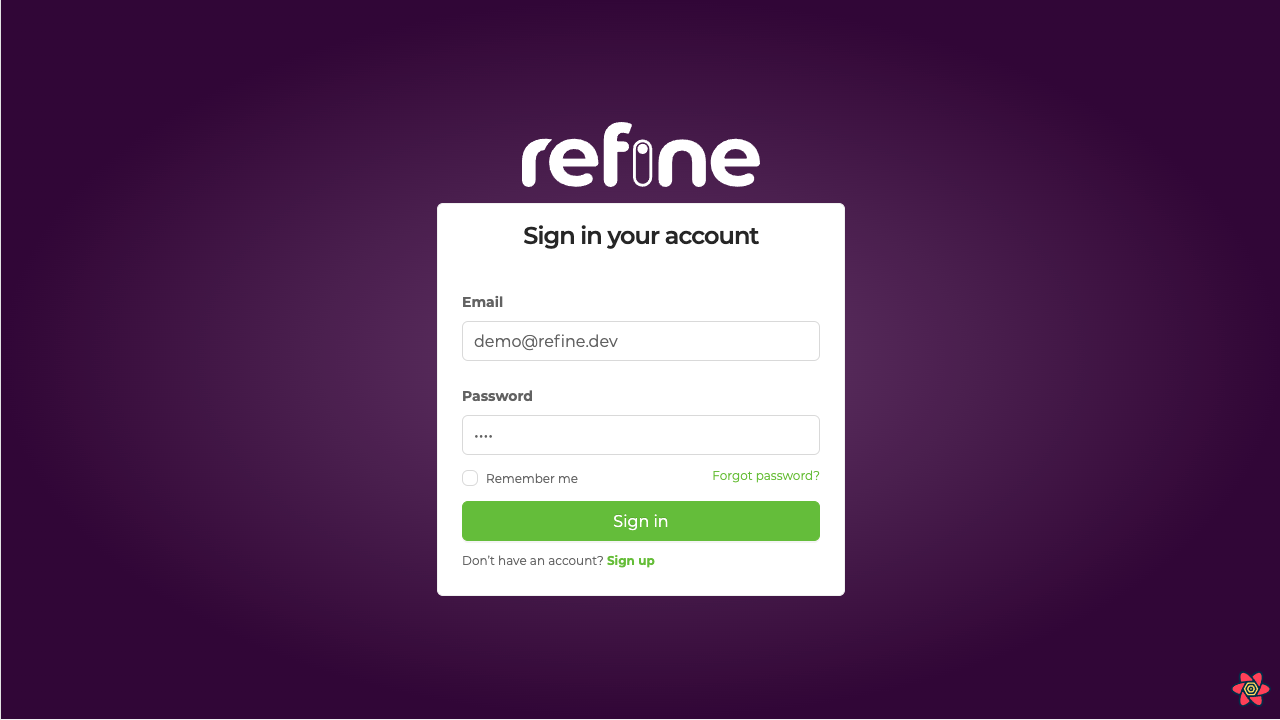 refine
Sign in your account
Email
demo@refine.dev
Password
••••
Remember me
Forgot password?
Sign in
Don’t have an account? Sign up